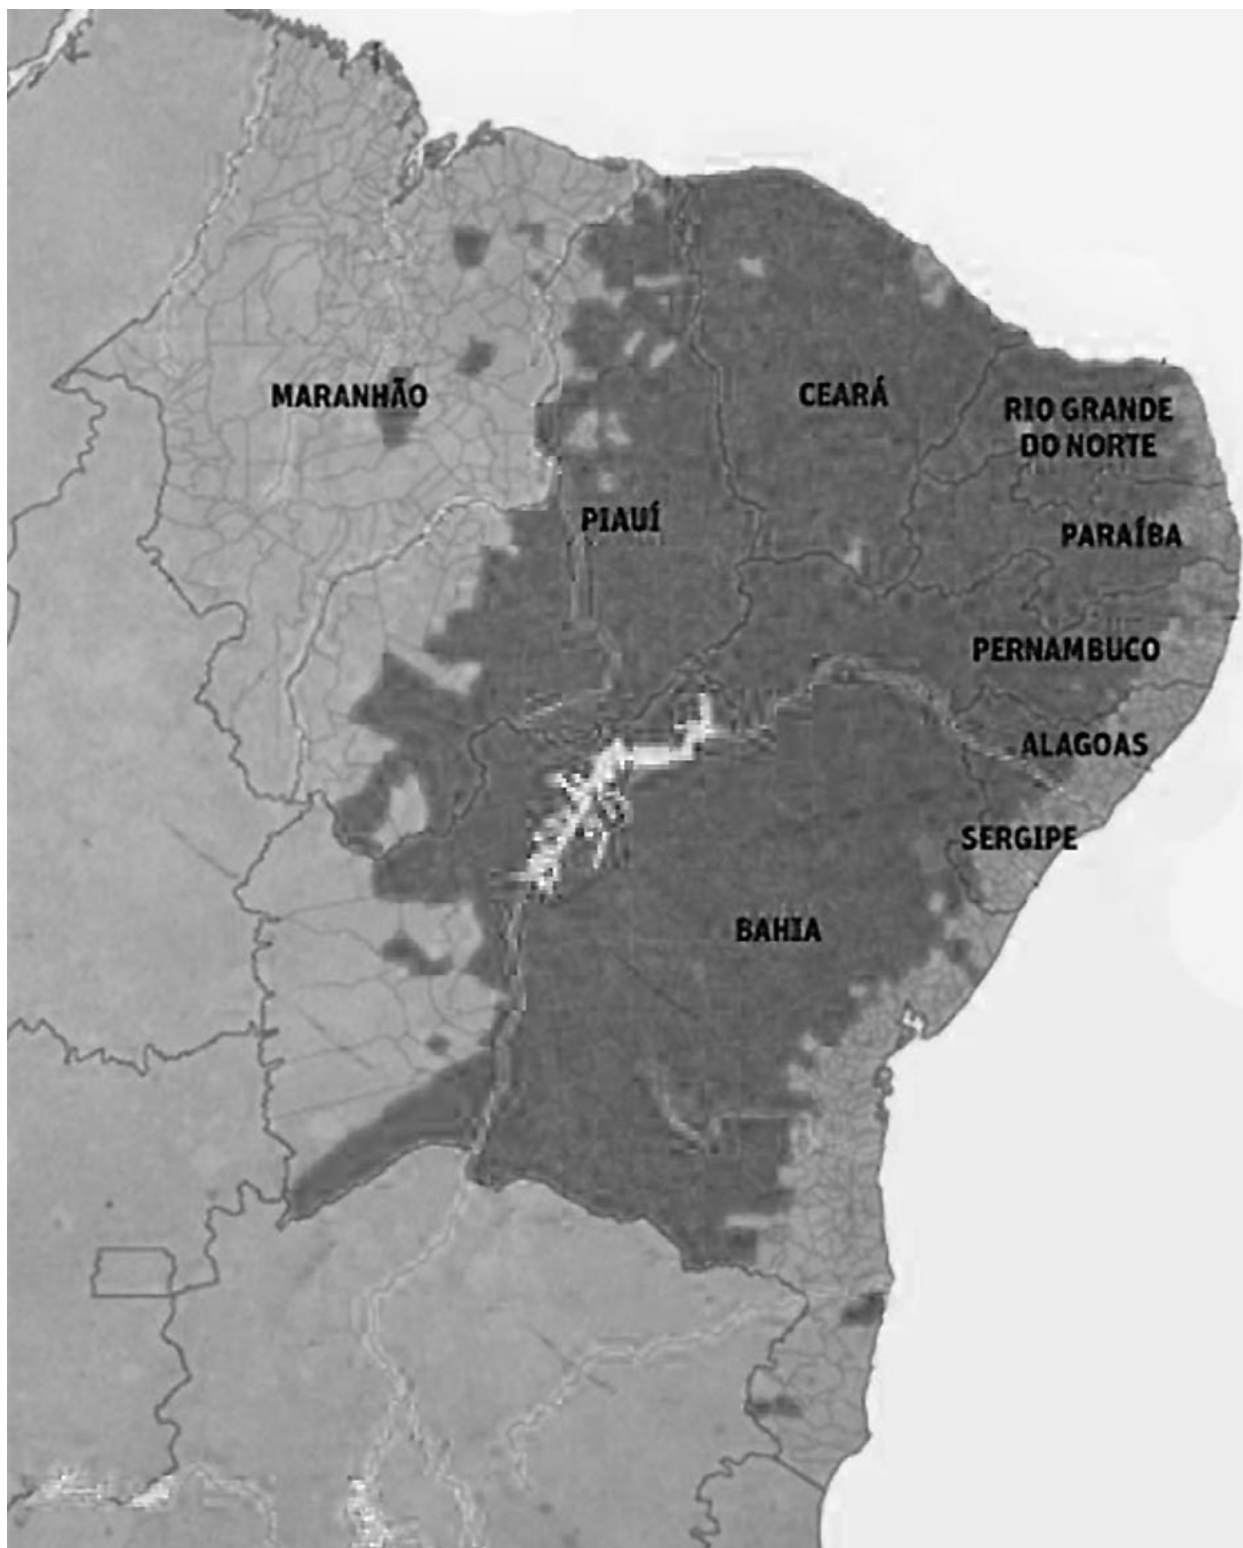 MARANHÃO
CEARÁ
RIO GRANDE
DO NORTE
PIAUÍ
PARAÍBA
PERNAMBUCO
ALAGOAS
SERGIPE
BAHIA